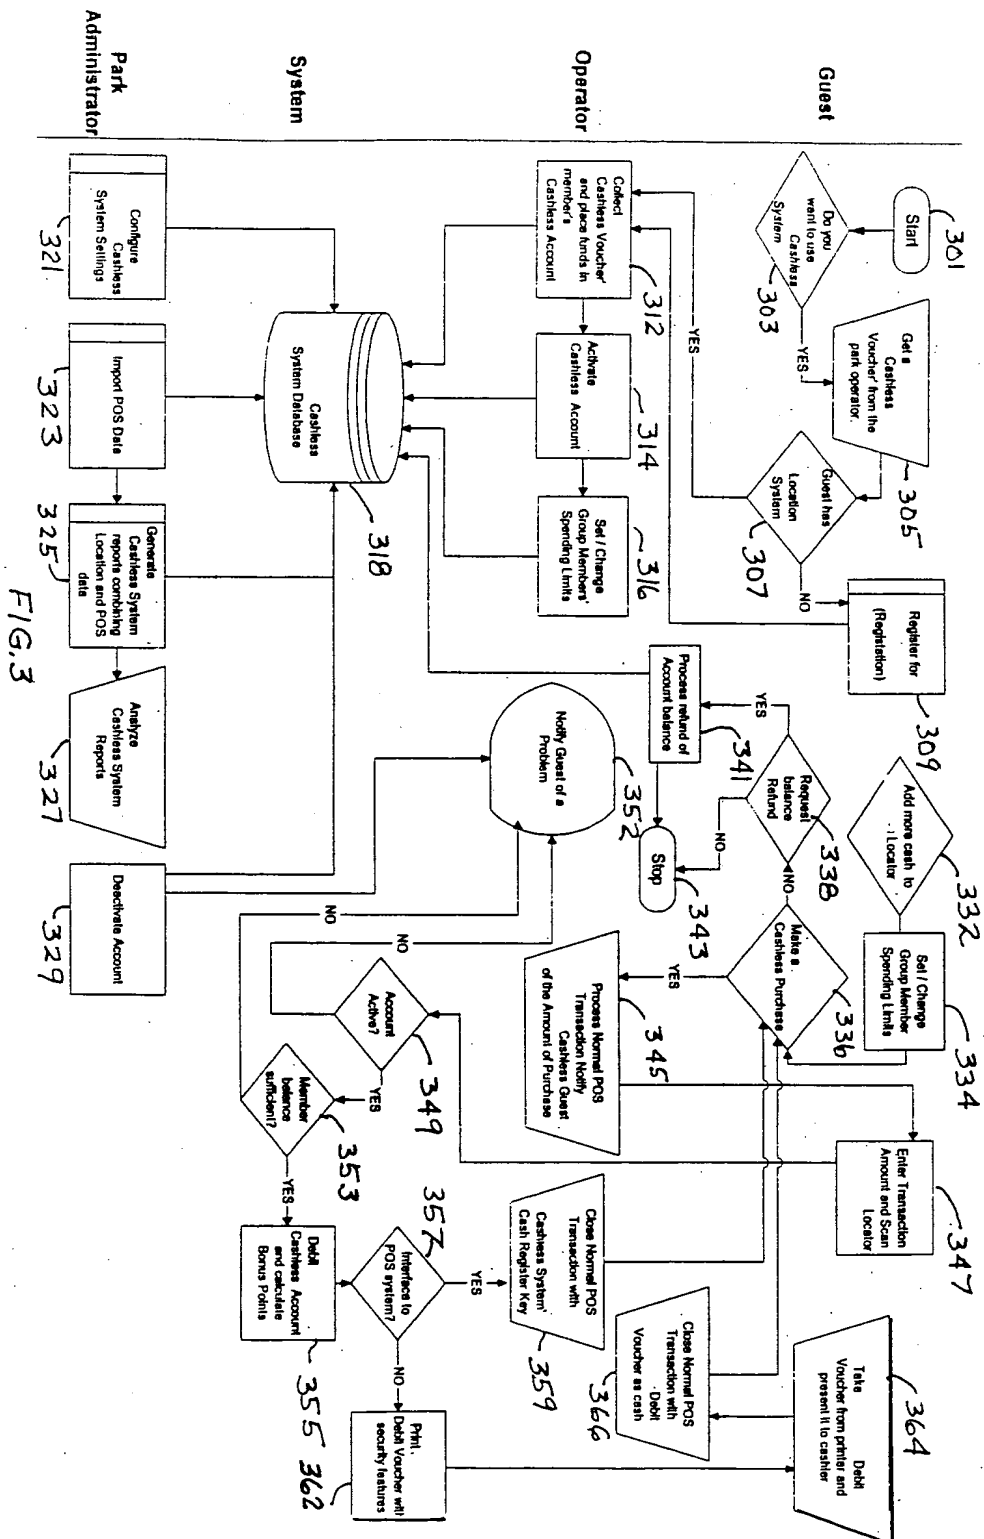 Guest
Operator
System
Park
Administrator
Start
301
Do you
want to use
Cashless
System
303
YES
Get a
Cashless
Voucher' from the
park operator.
305
Guest has
Location
System
307
NO
YES
Register for
(Registation)
309
Add more cash to
Locator
332
Set / Change
Group Member
Spending Limits
334
Make a
Cashless Purchase
336
NO
YES
Request
balance
Refund
338
YES
NO
Enter Transaction
Amount and Scan
Locator
347
Take
Debit
Voucher from printer and
present it to cashier
364
Collect
Cashless Voucher'
and place funds in
member's
Cashless Account
312
Activate
Cashless Account
314
Set / Change
Group Members'
Spending Limits
316
Process refund of
Account balance
341
Stop
343
Process Normal POS
Transaction Notify
Cashless Guest
of the Amount of Purchase
345
Close Normal POS
Transaction with
Cashless System'
Cash Register Key
359
Close Normal POS
Transaction with
Debit
Voucher as cash
366
Cashless
System Database
318
Notify Guest of a
Problem
352
Account
Active?
349
NO
YES
Member
balance
sufficient?
353
NO
YES
Debit
Cashless Account
and calculate
Bonus Points
355
Interface to
POS system?
357
YES
NO
Print
Debit Voucher with
security features
362
Configure
Cashless
System Settings
321
Import POS Date
323
Generate
Cashless System
reports combining
Location and POS
data
325
Analyze
Cashless System
Reports
327
Deactivate Account
329
FIG.3